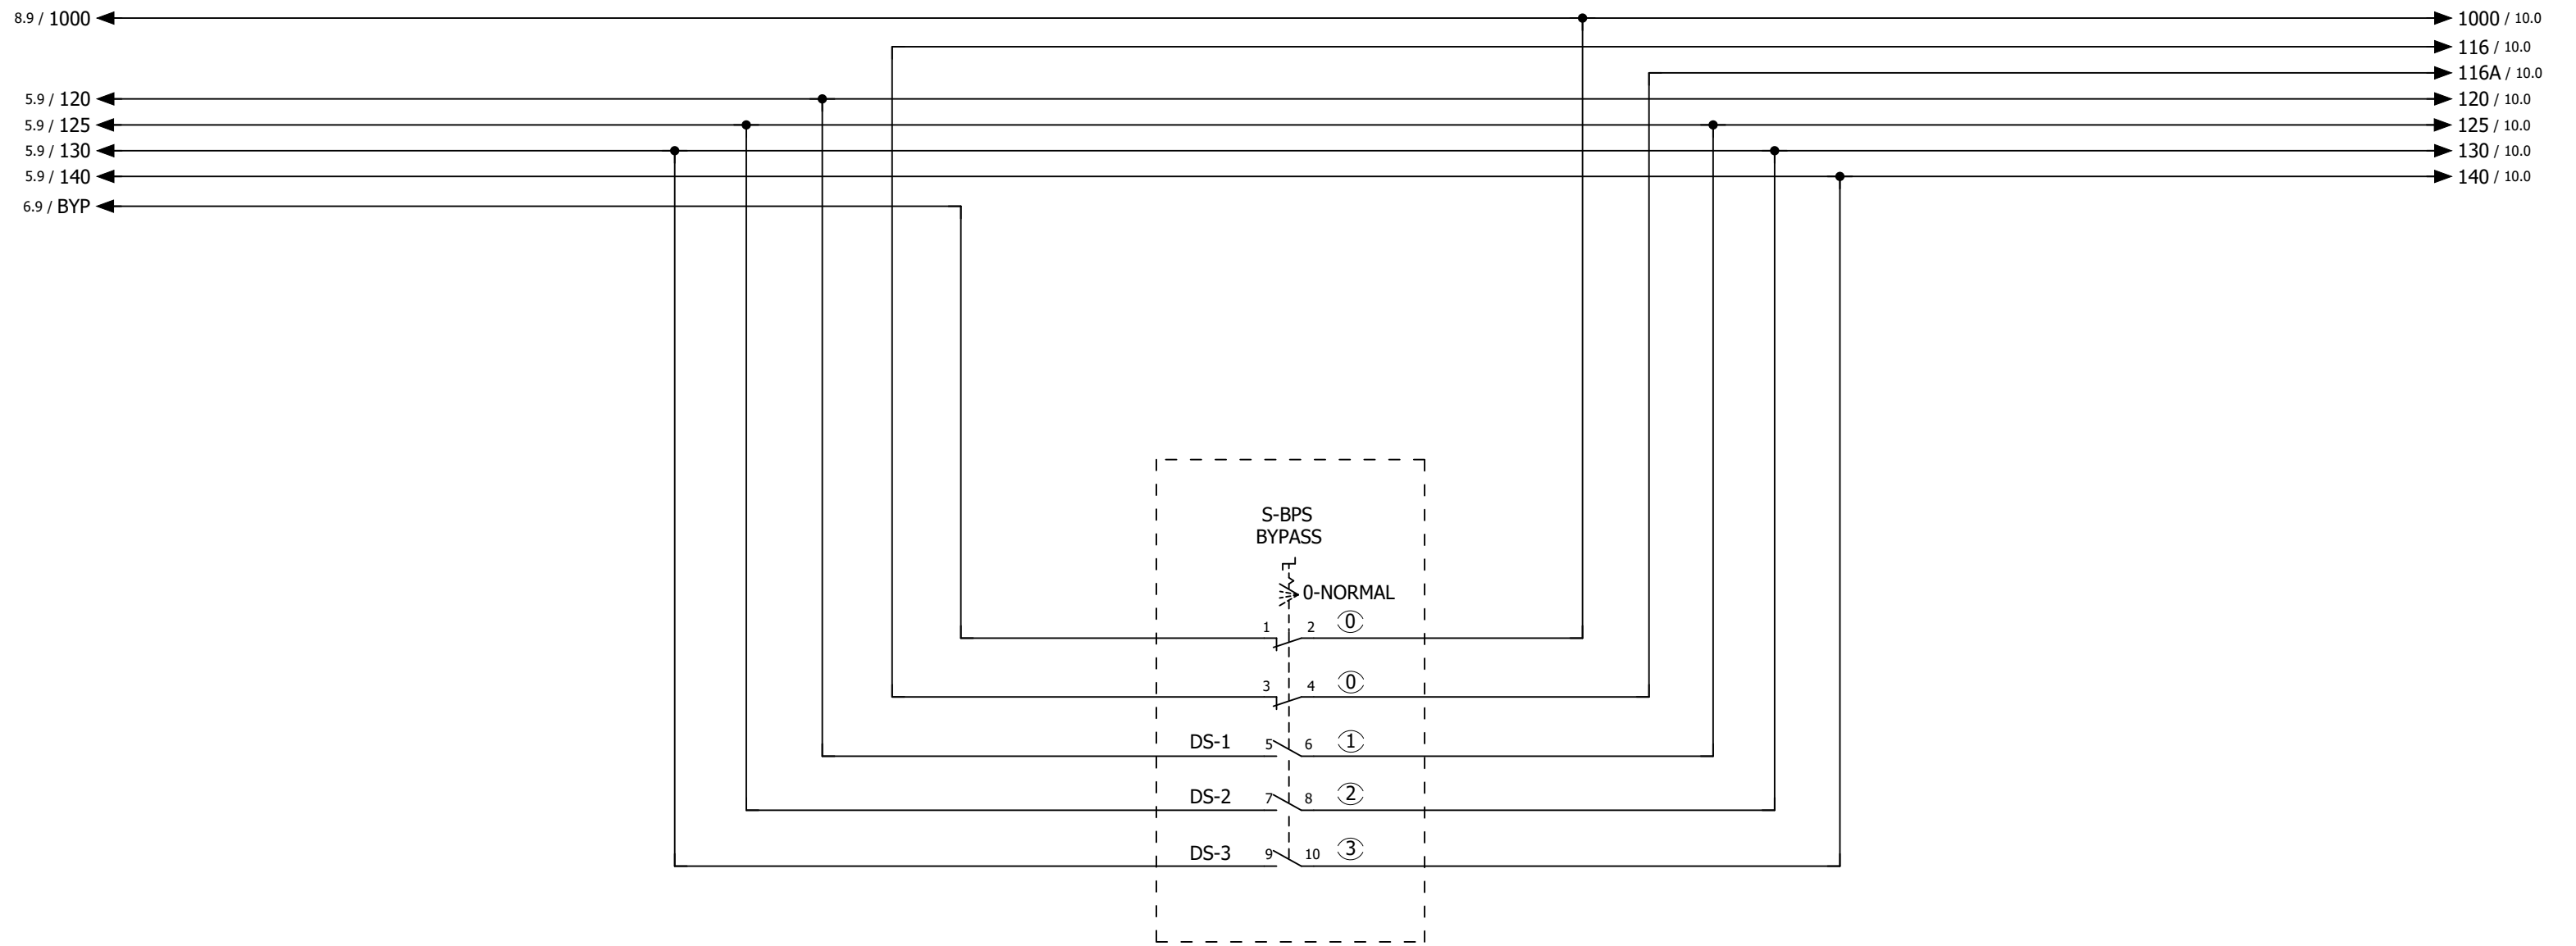 8.9 / 1000
1000 / 10.0
116 / 10.0
116A / 10.0
5.9 / 120
120 / 10.0
5.9 / 125
125 / 10.0
5.9 / 130
130 / 10.0
5.9 / 140
140 / 10.0
6.9 / BYP
S-BPS
BYPASS
0-NORMAL
1 2 0
3 4 0
DS-1 5 6 1
DS-2 7 8 2
DS-3 9 10 3